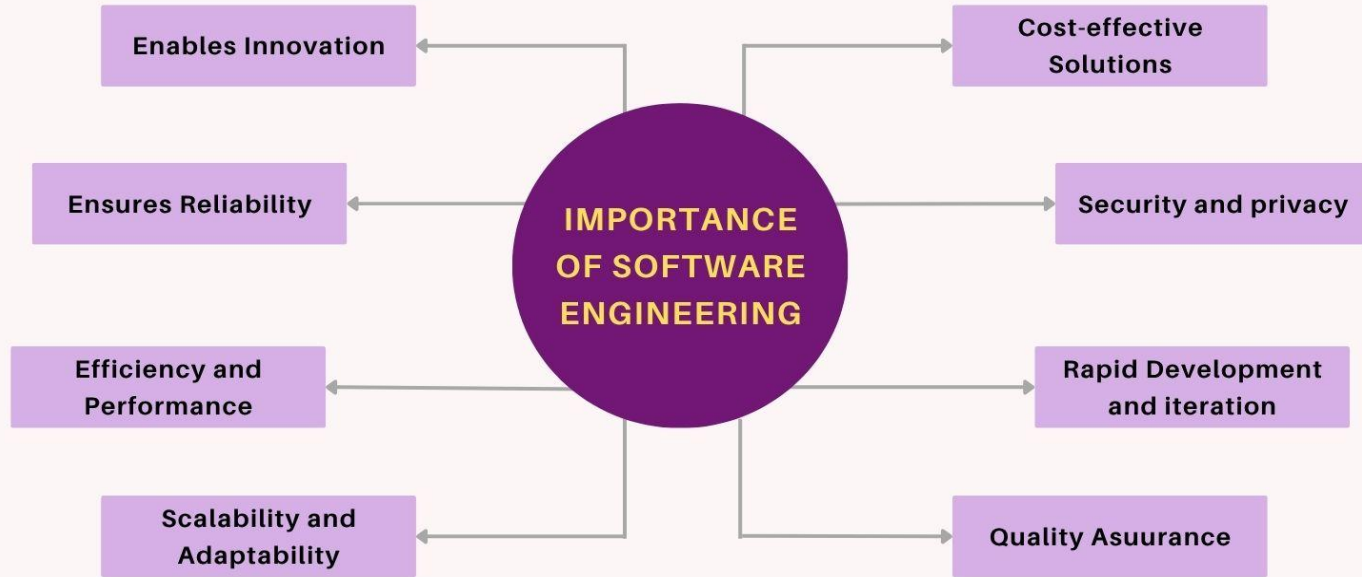 Enables Innovation
Cost-effective
Solutions
Ensures Reliability
IMPORTANCE
OF SOFTWARE
ENGINEERING
Security and privacy
Efficiency and
Performance
Rapid Development
and iteration
Scalability and
Adaptability
Quality Asuurance